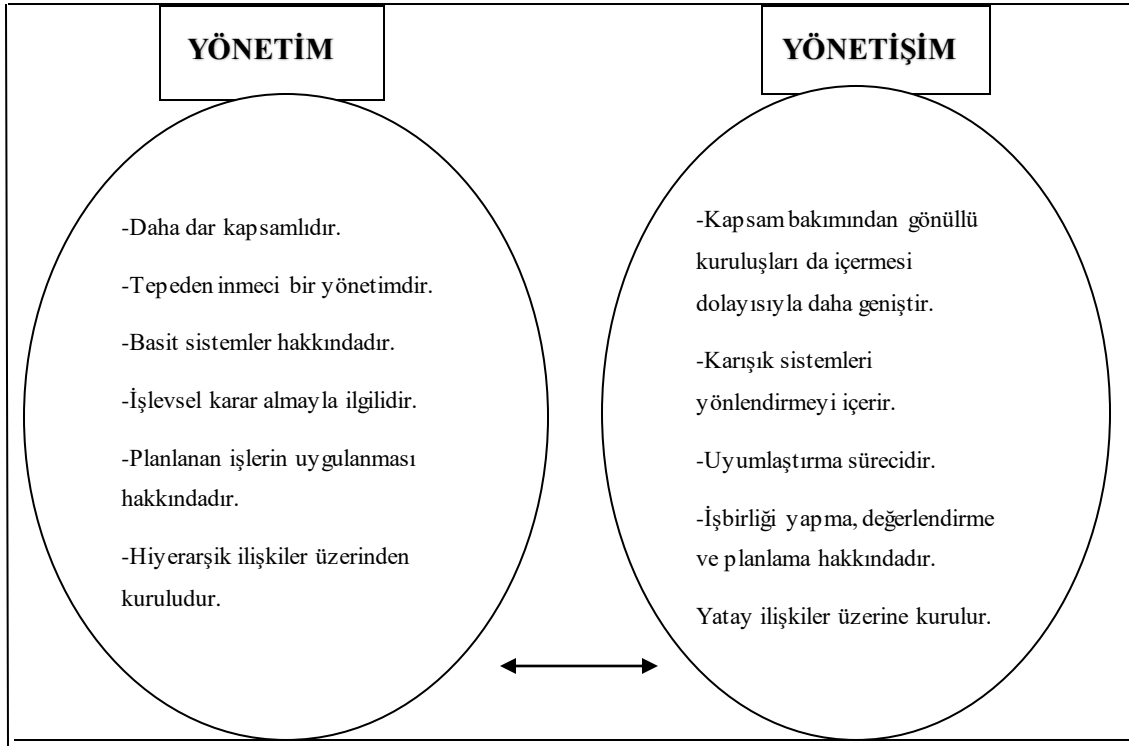 YÖNETİM
-Daha dar kapsamlıdır.
-Tepeden inmeci bir yönetimdir.
-Basit sistemler hakkındadır.
-İşlevsel karar almayla ilgilidir.
-Planlanan işlerin uygulanması
hakkındadır.
-Hiyerarşik ilişkiler üzerinden
kuruludur.
YÖNETİŞİM
-Kapsam bakımından gönüllü
kuruluşları da içermesi
dolayısıyla daha geniştir.
-Karışık sistemleri
yönlendirmeyi içerir.
-Uyumlaştırma sürecidir.
-İşbirliği yapma, değerlendirme
ve planlama hakkındadır.
Yatay ilişkiler üzerine kurulur.